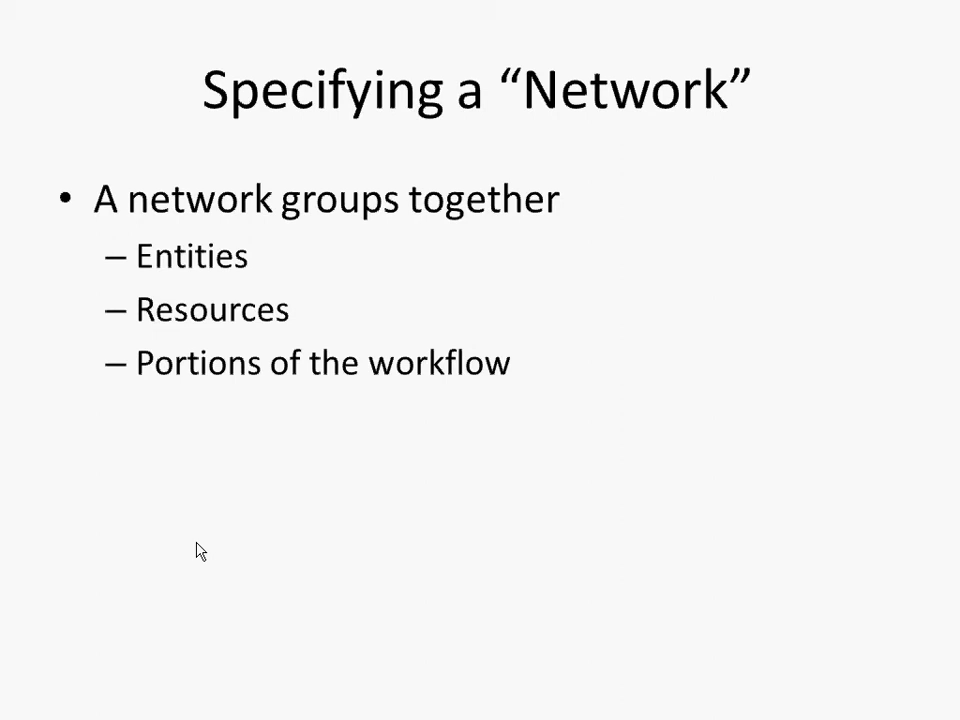 Specifying a “Network”
• A network groups together
– Entities
– Resources
– Portions of the workflow